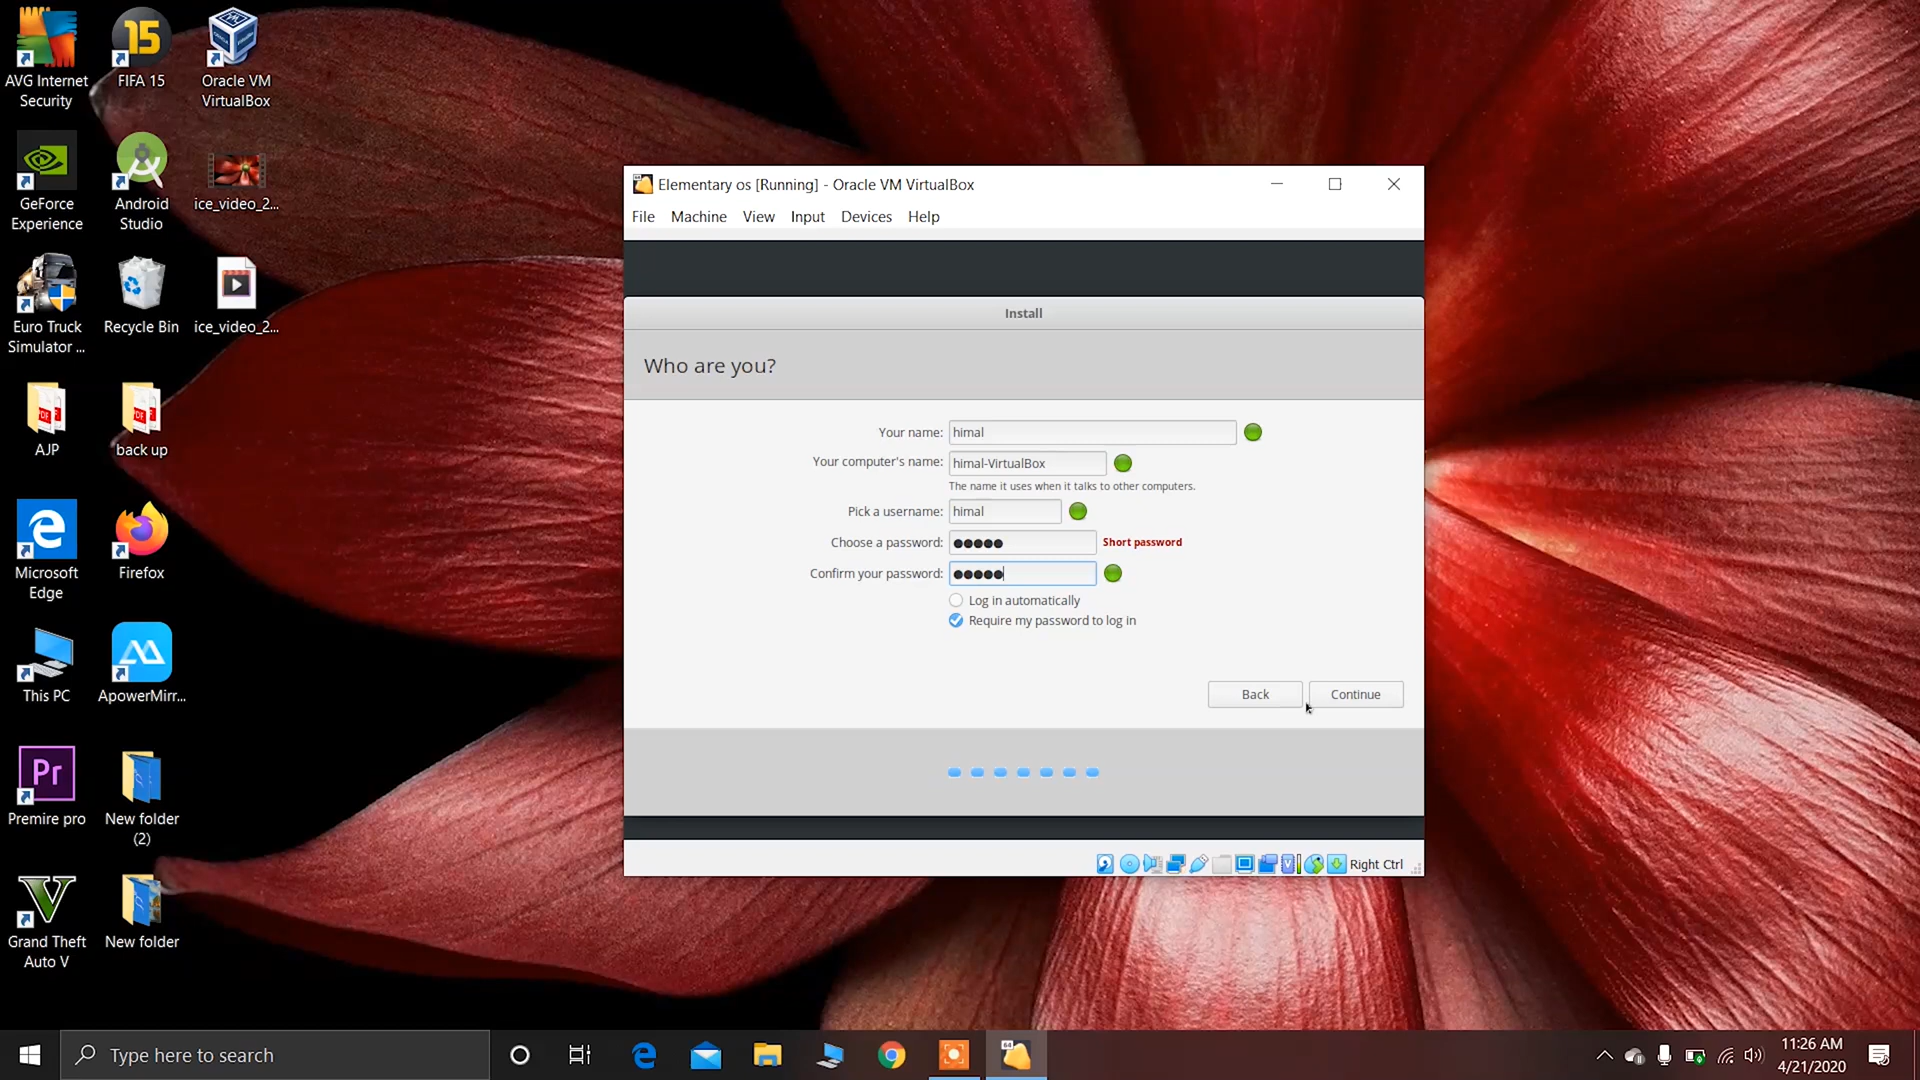 AVG Internet
Security
FIFA 15
Oracle VM
VirtualBox
GeForce
Experience
Android
Studio
ice_video_2...
Euro Truck
Simulator ...
Recycle Bin
ice_video_2...
AJP
back up
Microsoft
Edge
Firefox
This PC
ApowerMirr...
Premire pro
New folder
(2)
Grand Theft
Auto V
New folder
15
PDF
PDF
Pr
Elementary os [Running] - Oracle VM VirtualBox
File Machine View Input Devices Help
Install
Who are you?
Your name: himal
Your computer's name: himal-VirtualBox
The name it uses when it talks to other computers.
Pick a username: himal
Choose a password: ●●●●● Short password
Confirm your password: ●●●●●
Log in automatically
Require my password to log in
Back Continue
Right Ctrl
Type here to search
64
11:26 AM
4/21/2020